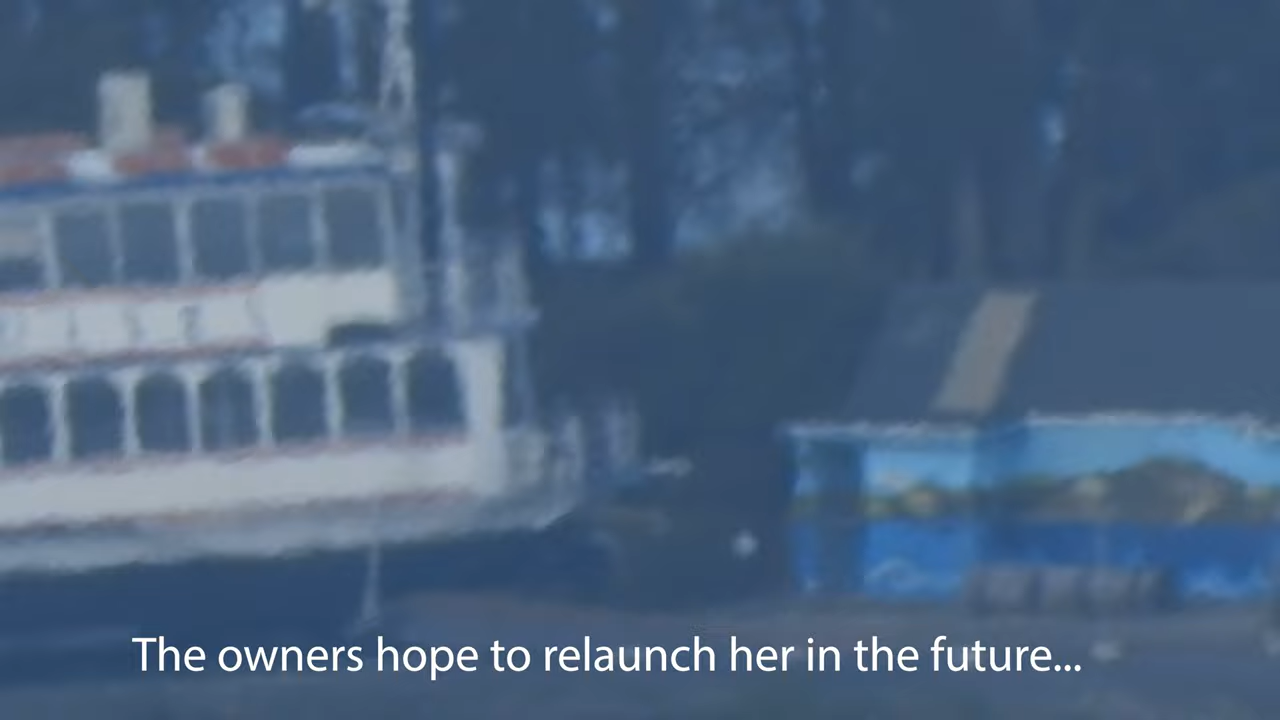 The owners hope to relaunch her in the future...